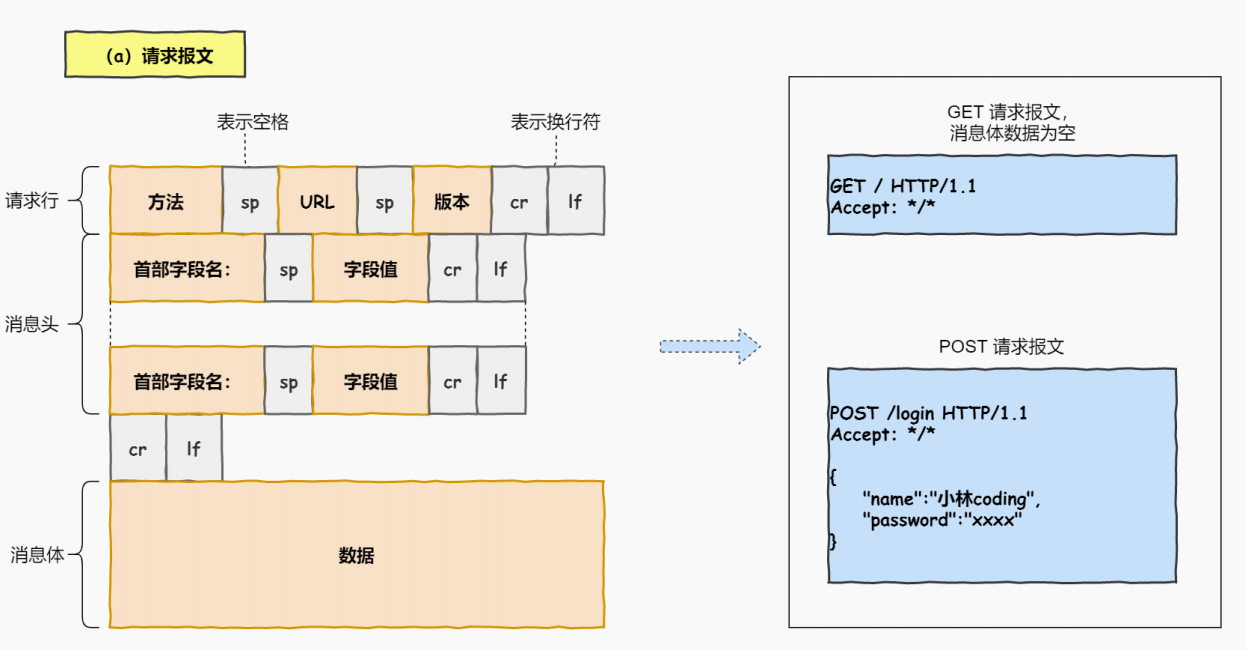 (a) 请求报文
表示空格
表示换行符
请求行
方法 sp URL sp 版本 cr lf
消息头
首部字段名： sp 字段值 cr lf
首部字段名： sp 字段值 cr lf
cr lf
消息体
数据
GET 请求报文，
消息体数据为空
GET / HTTP/1.1
Accept: */*
POST 请求报文
POST /login HTTP/1.1
Accept: */*
{
"name":"小林coding",
"password":"xxxx"
}